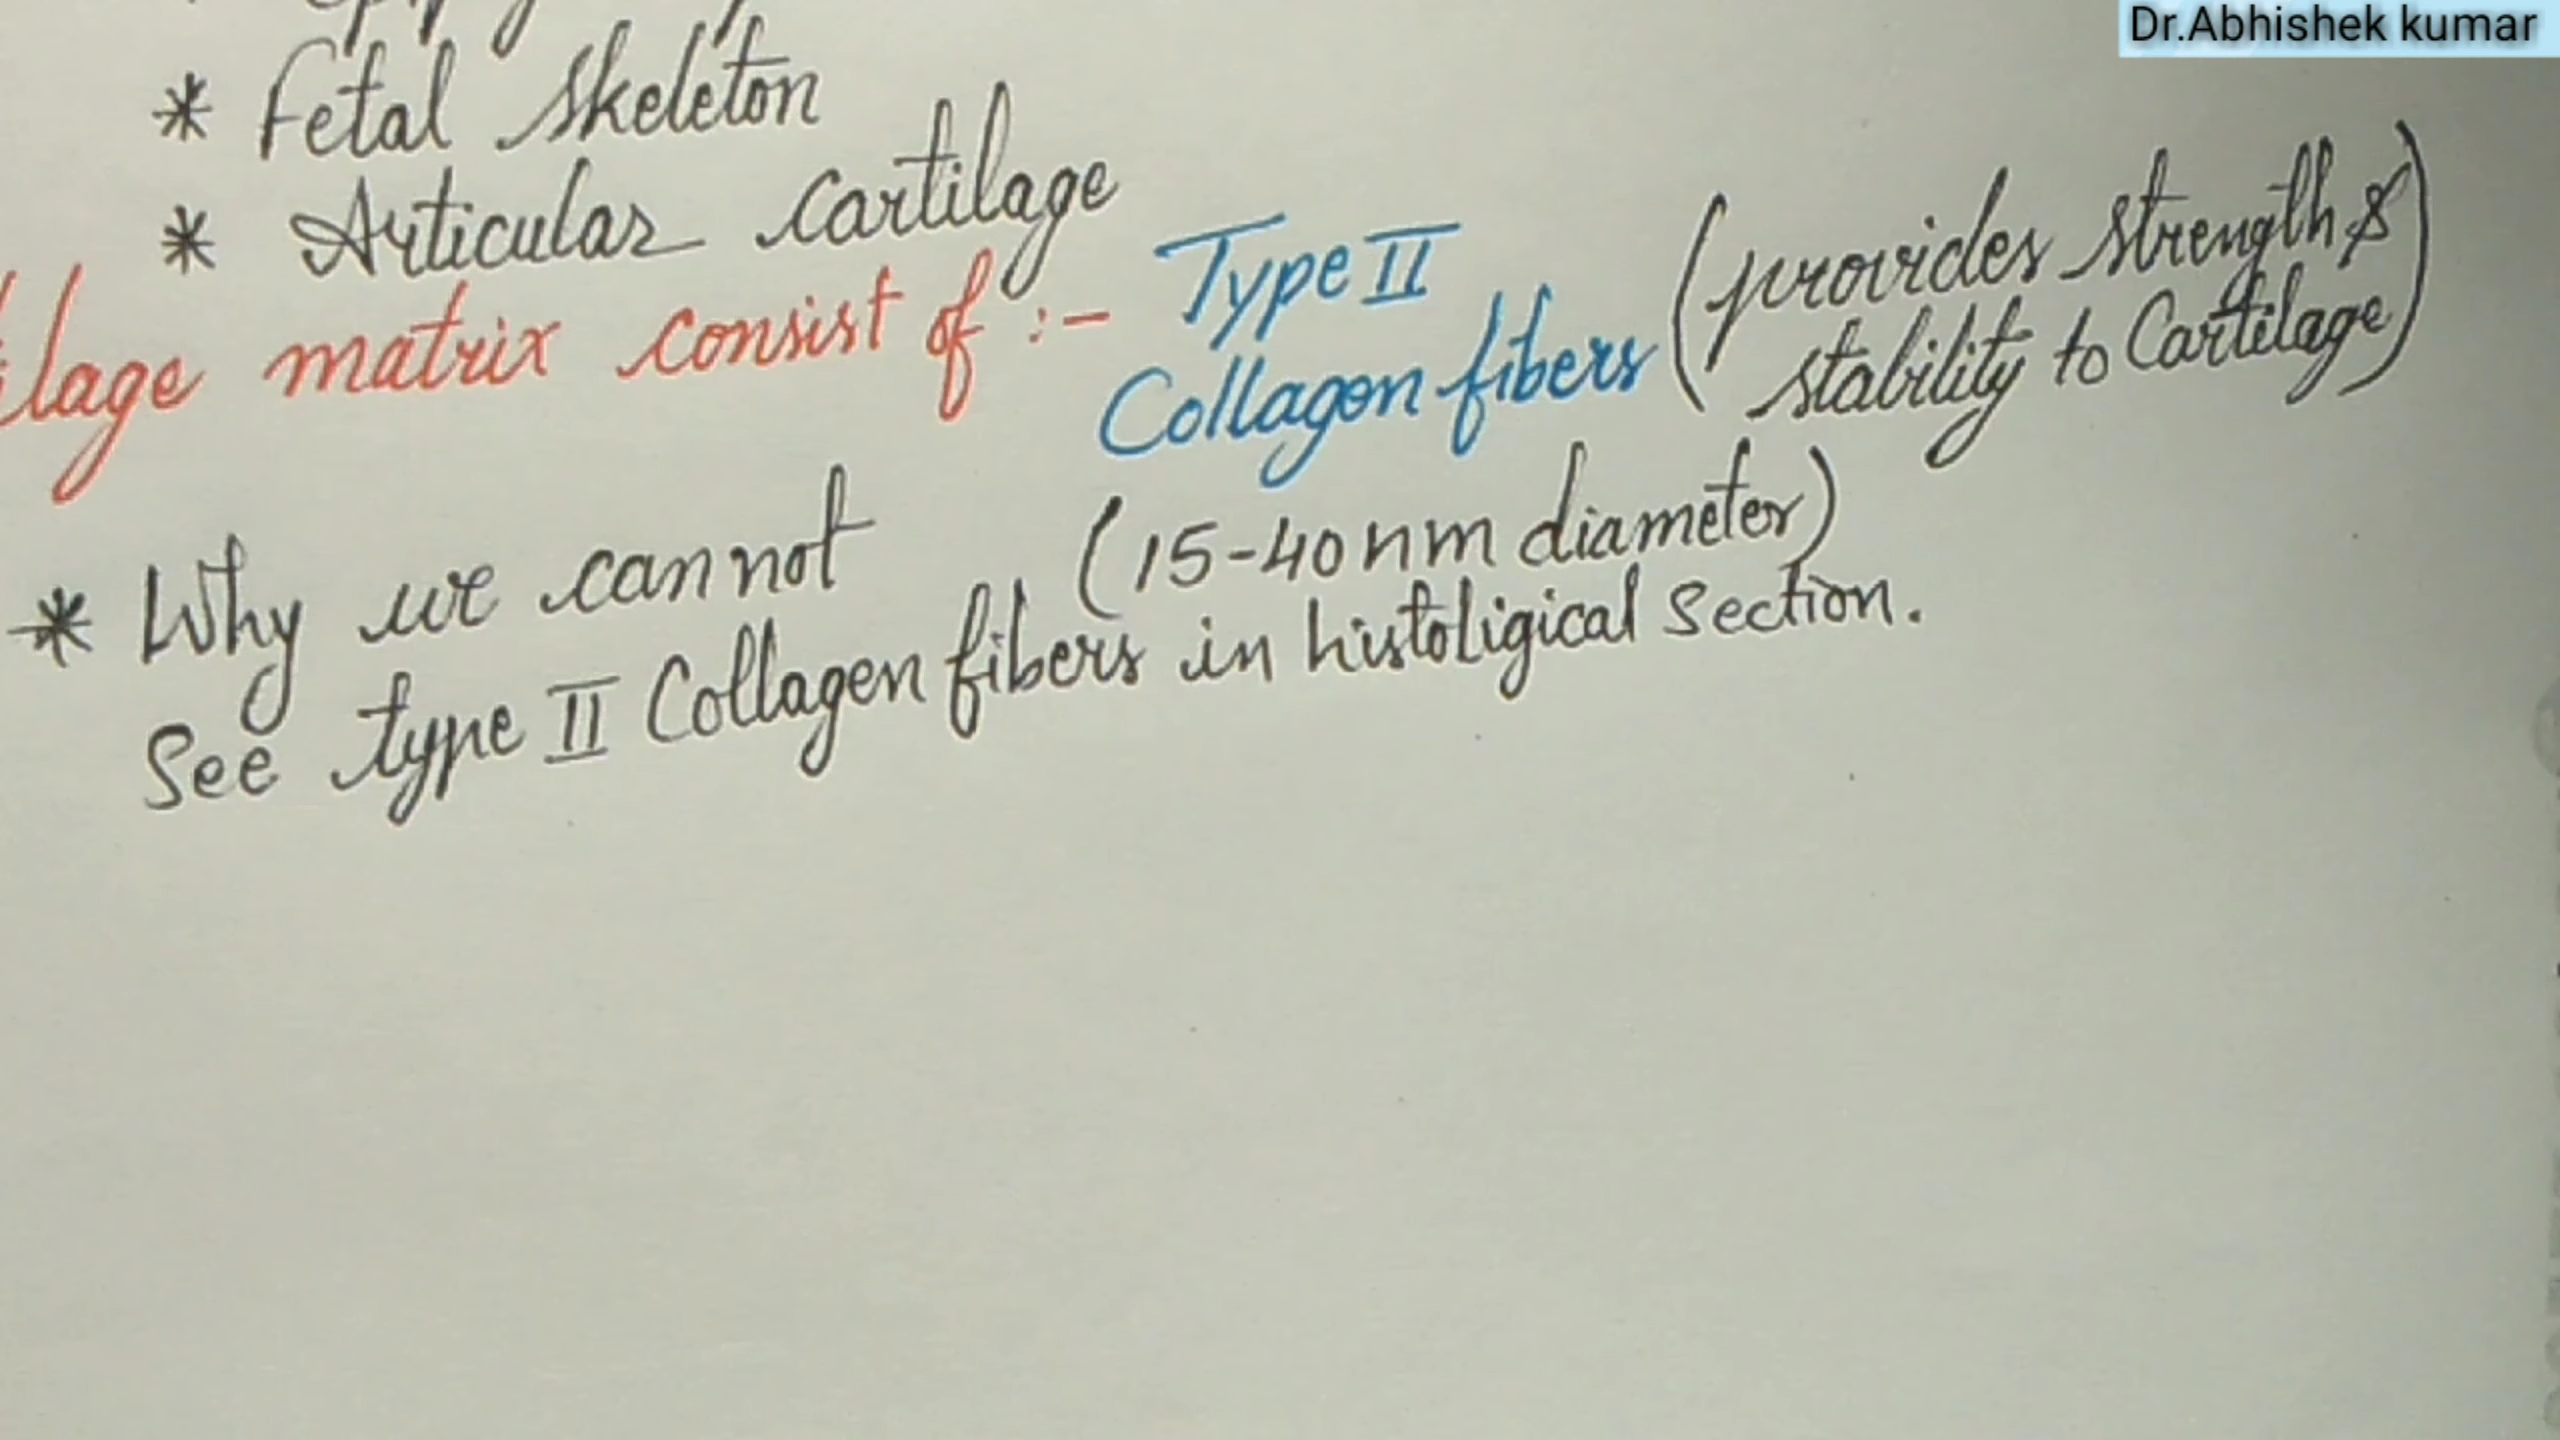 Dr.Abhishek kumar
* Fetal skeleton
* Articular cartilage
lage matrix consist of :- Type II
Collagen fibers (provides strength &
stability to Cartilage)
(15-40nm diameter)
* Why we cannot
See type II Collagen fibers in histoligical Section.